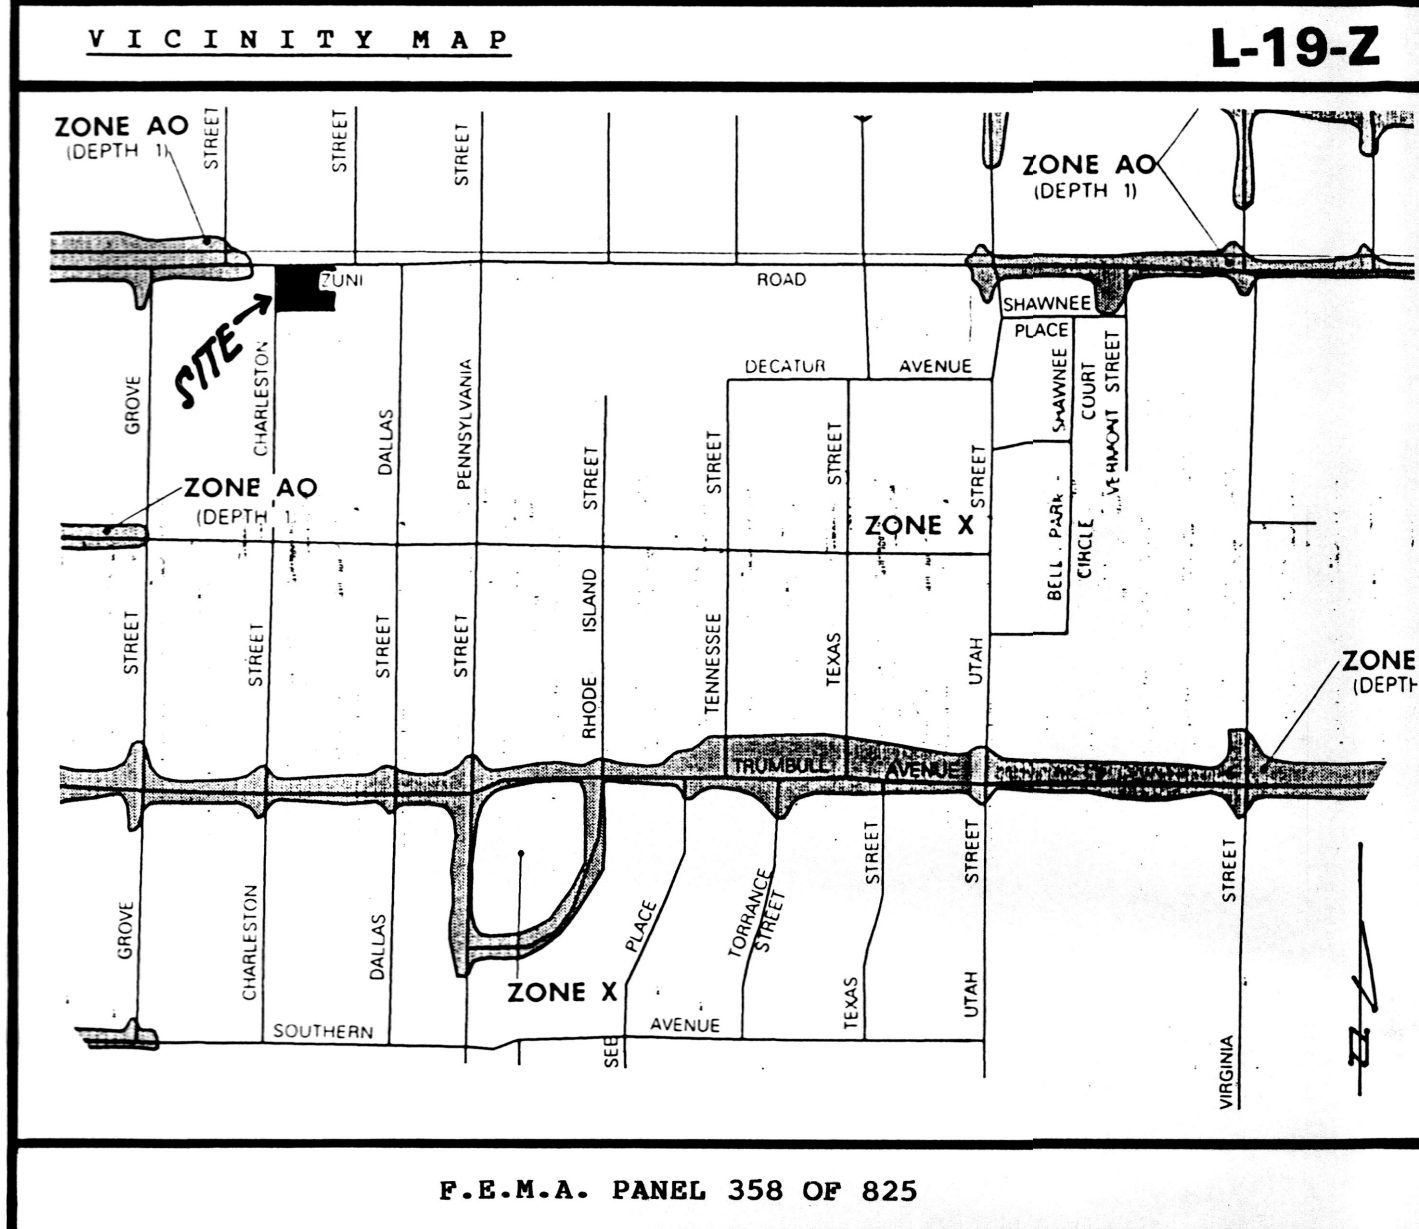 VICINITY MAP
L-19-Z
ZONE AO
(DEPTH 1)
STREET
STREET
STREET
ZONE AO
(DEPTH 1)
ZUNI
ROAD
SITE
SHAWNEE
PLACE
DECATUR
AVENUE
SHAWNEE
COURT
VERMONT STREET
GROVE
CHARLESTON
DALLAS
PENNSYLVANIA
STREET
STREET
STREET
STREET
ZONE AO
(DEPTH 1
ZONE X
BELL PARK
CIRCLE
STREET
STREET
STREET
STREET
RHODE ISLAND
TENNESSEE
TEXAS
UTAH
ZONE
(DEPTH
TRUMBULL
AVENUE
GROVE
CHARLESTON
DALLAS
PLACE
TORRANCE
STREET
STREET
STREET
STREET
ZONE X
TEXAS
UTAH
SOUTHERN
AVENUE
SEE
VIRGINIA
Z
F.E.M.A. PANEL 358 OF 825